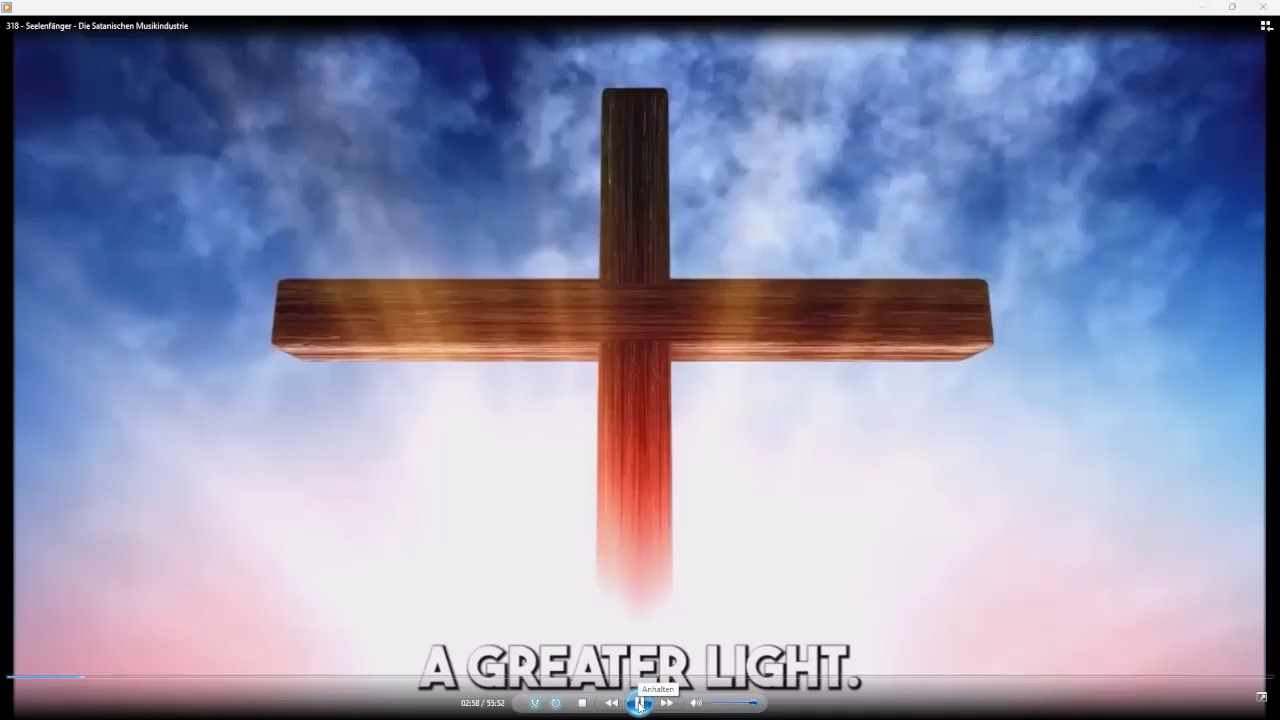 318 - Seelenfänger - Die Satanischen Musikindustrie
A GREATER LIGHT.
Anhalten
02:58 / 55:52